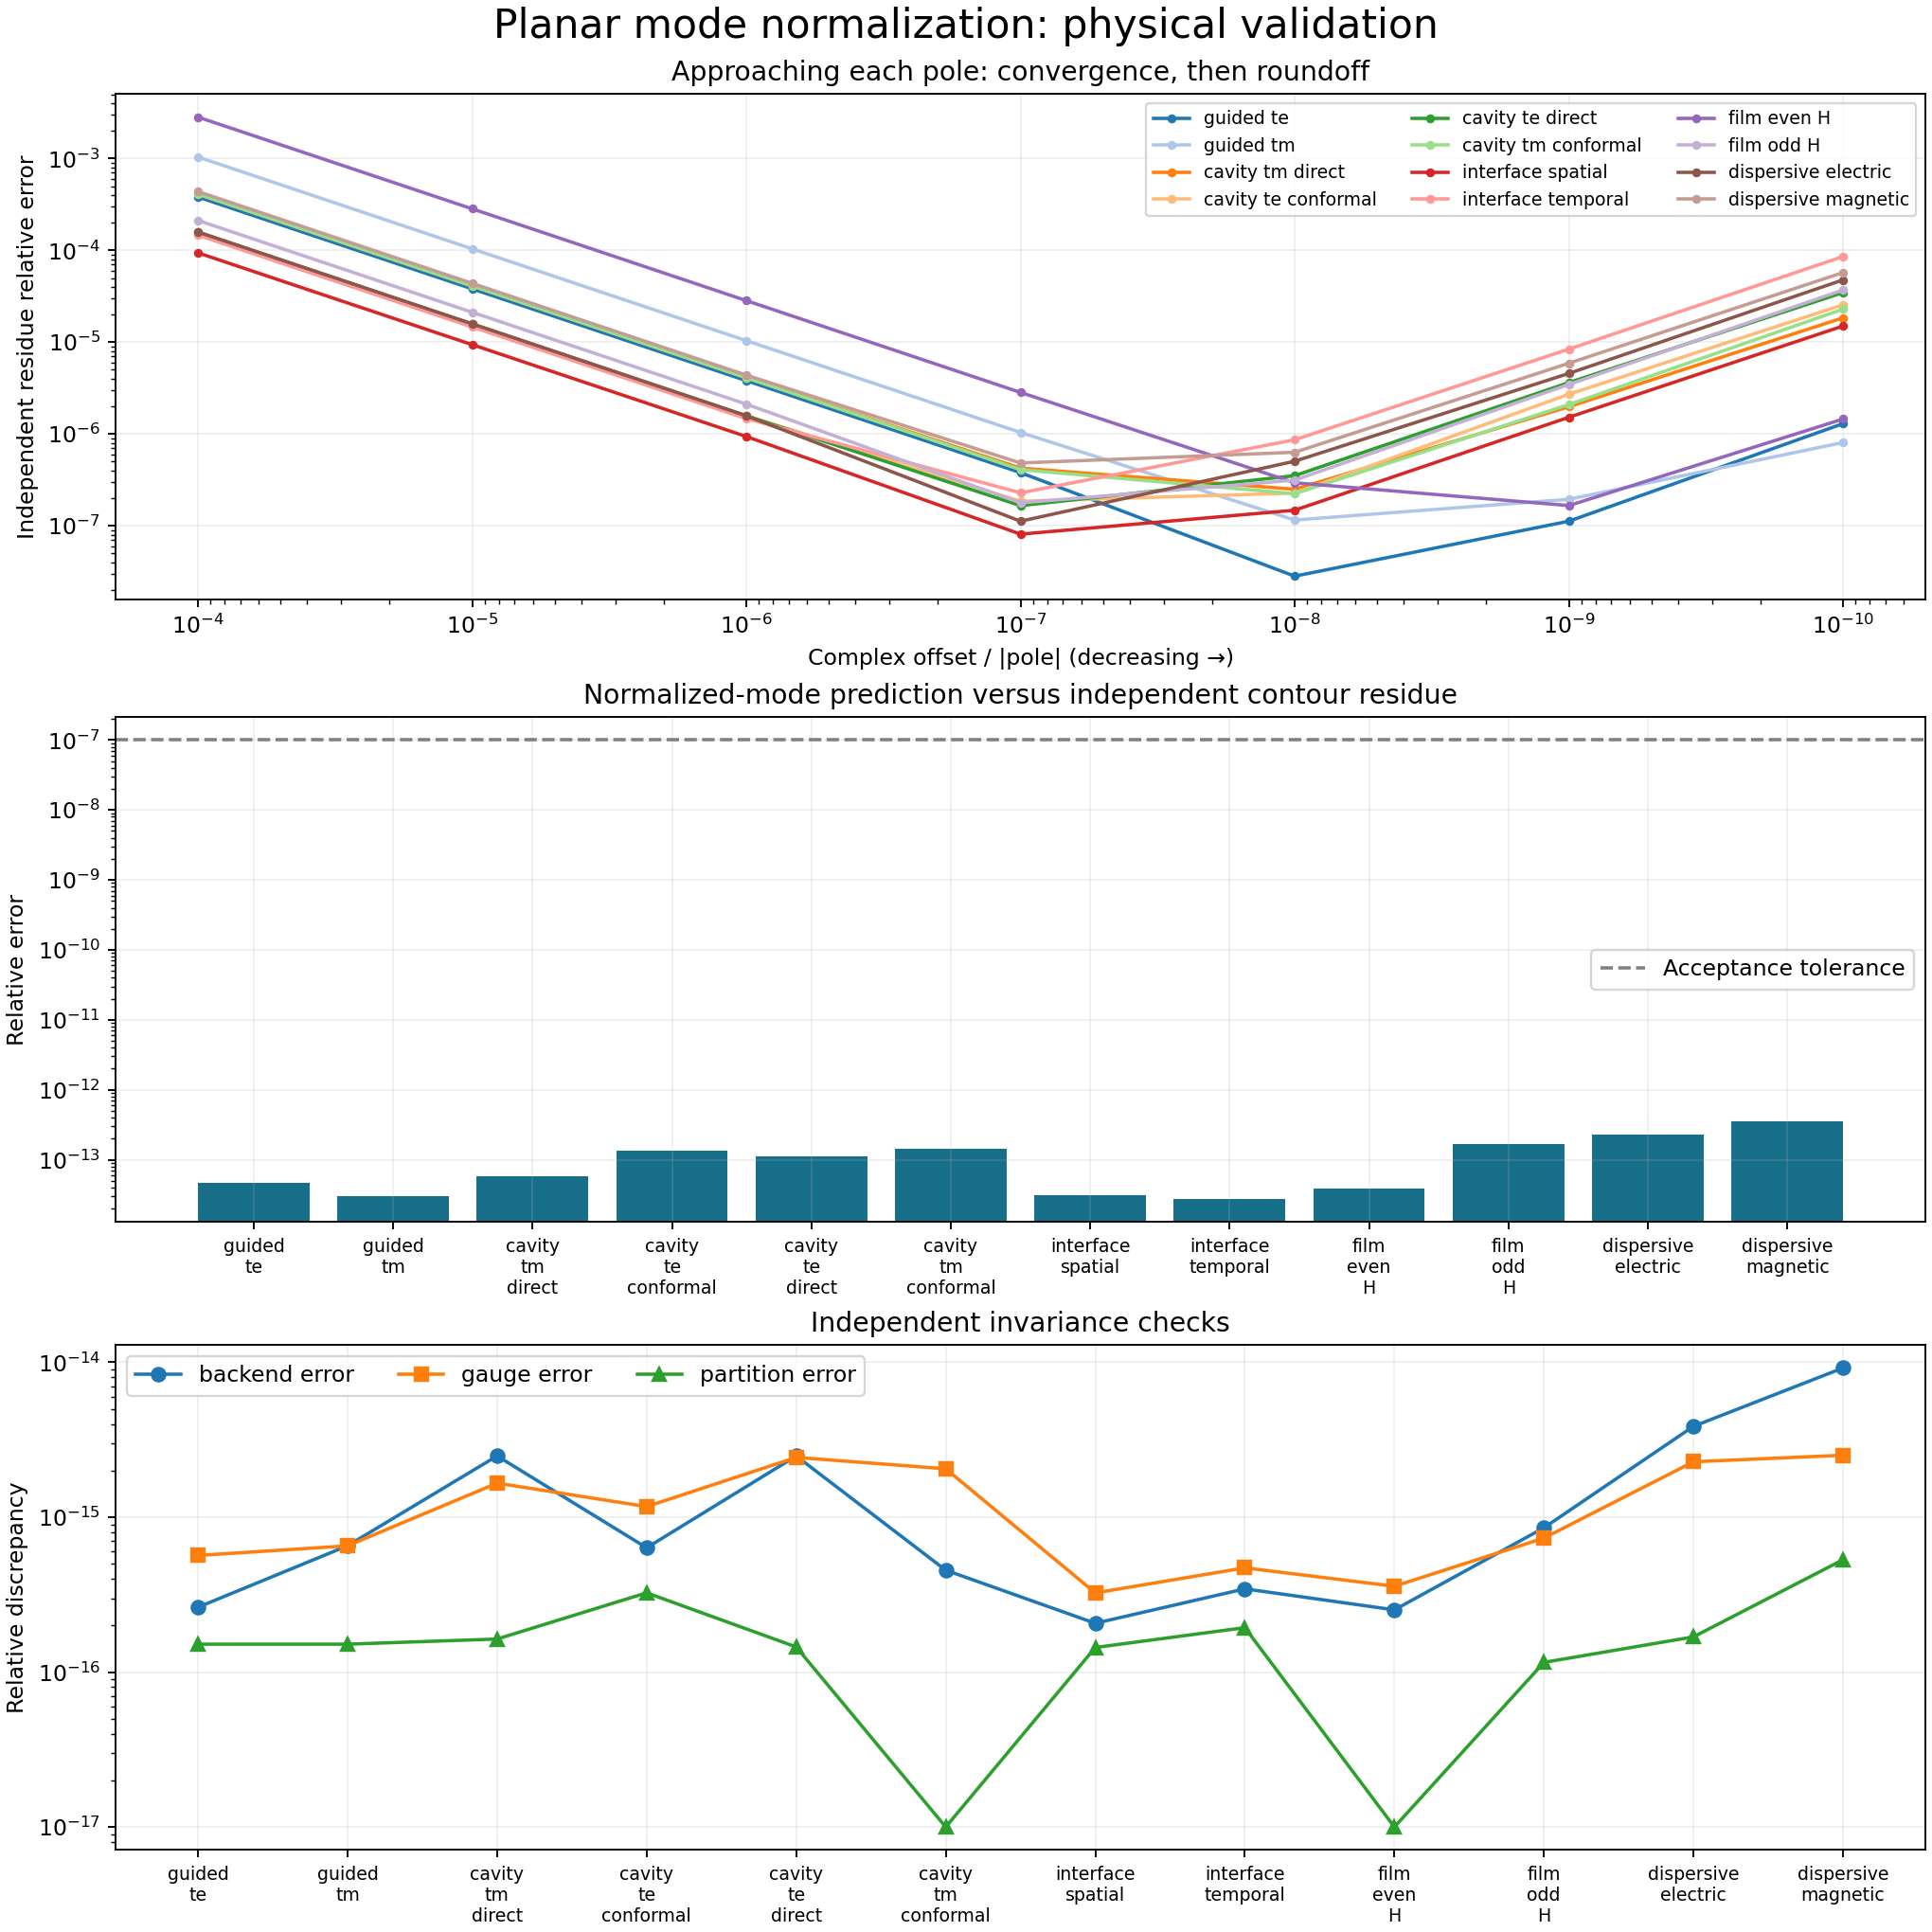 Planar mode normalization: physical validation
Approaching each pole: convergence, then roundoff
Independent residue relative error
10⁻³
10⁻⁴
10⁻⁵
10⁻⁶
10⁻⁷
guided te
guided tm
cavity tm direct
cavity te conformal
cavity te direct
cavity tm conformal
interface spatial
interface temporal
film even H
film odd H
dispersive electric
dispersive magnetic
10⁻⁴ 10⁻⁵ 10⁻⁶ 10⁻⁷ 10⁻⁸ 10⁻⁹ 10⁻¹⁰
Complex offset / |pole| (decreasing →)
Normalized-mode prediction versus independent contour residue
Relative error
10⁻⁷
10⁻⁸
10⁻⁹
10⁻¹⁰
10⁻¹¹
10⁻¹²
10⁻¹³
Acceptance tolerance
guided guided cavity cavity cavity cavity interface interface film film dispersive dispersive
te tm tm te te tm spatial temporal even odd electric magnetic
direct conformal direct conformal H H
Independent invariance checks
Relative discrepancy
10⁻¹⁴
10⁻¹⁵
10⁻¹⁶
10⁻¹⁷
backend error gauge error partition error
guided guided cavity cavity cavity cavity interface interface film film dispersive dispersive
te tm tm te te tm spatial temporal even odd electric magnetic
direct conformal direct conformal H H